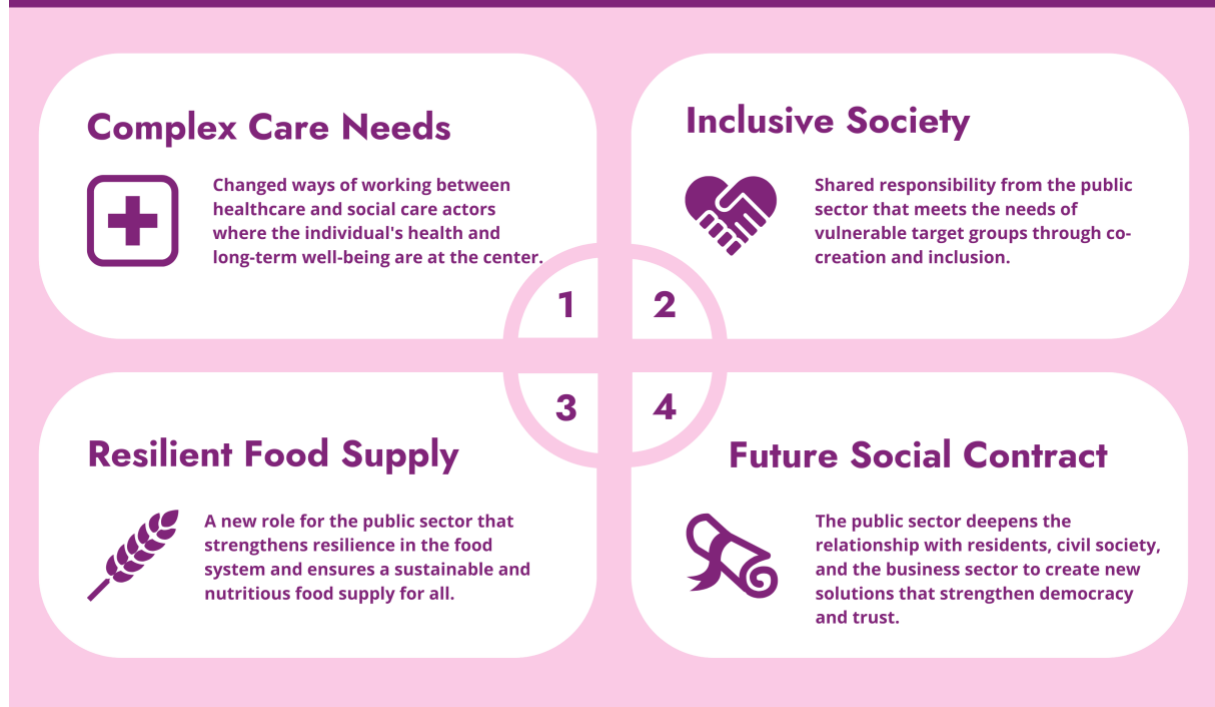 Complex Care Needs
Changed ways of working between
healthcare and social care actors
where the individual's health and
long-term well-being are at the center.
1
Inclusive Society
Shared responsibility from the public
sector that meets the needs of
vulnerable target groups through co-
creation and inclusion.
2
3
Resilient Food Supply
A new role for the public sector that
strengthens resilience in the food
system and ensures a sustainable and
nutritious food supply for all.
4
Future Social Contract
The public sector deepens the
relationship with residents, civil society,
and the business sector to create new
solutions that strengthen democracy
and trust.